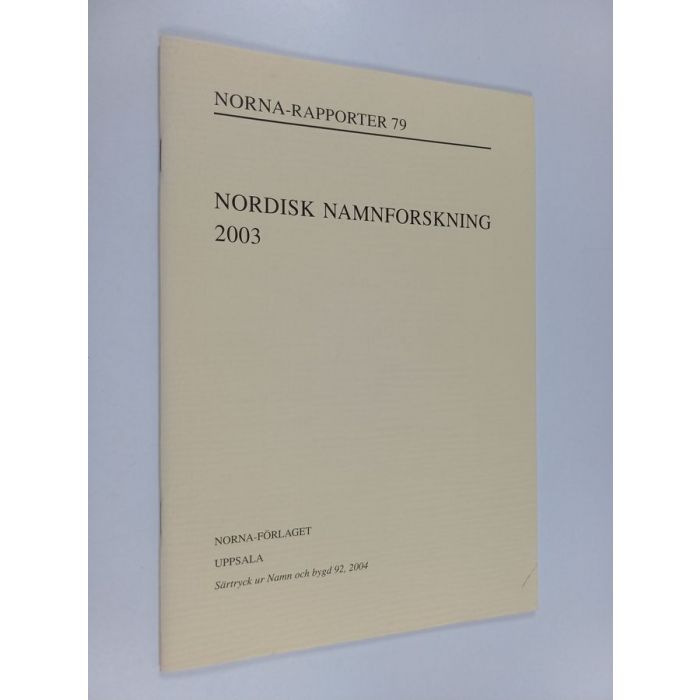 NORNA-RAPPORTER 79
NORDISK NAMNFORSKNING
2003
NORNA-FÖRLAGET
UPPSALA
Särtryck ur Namn och bygd 92, 2004